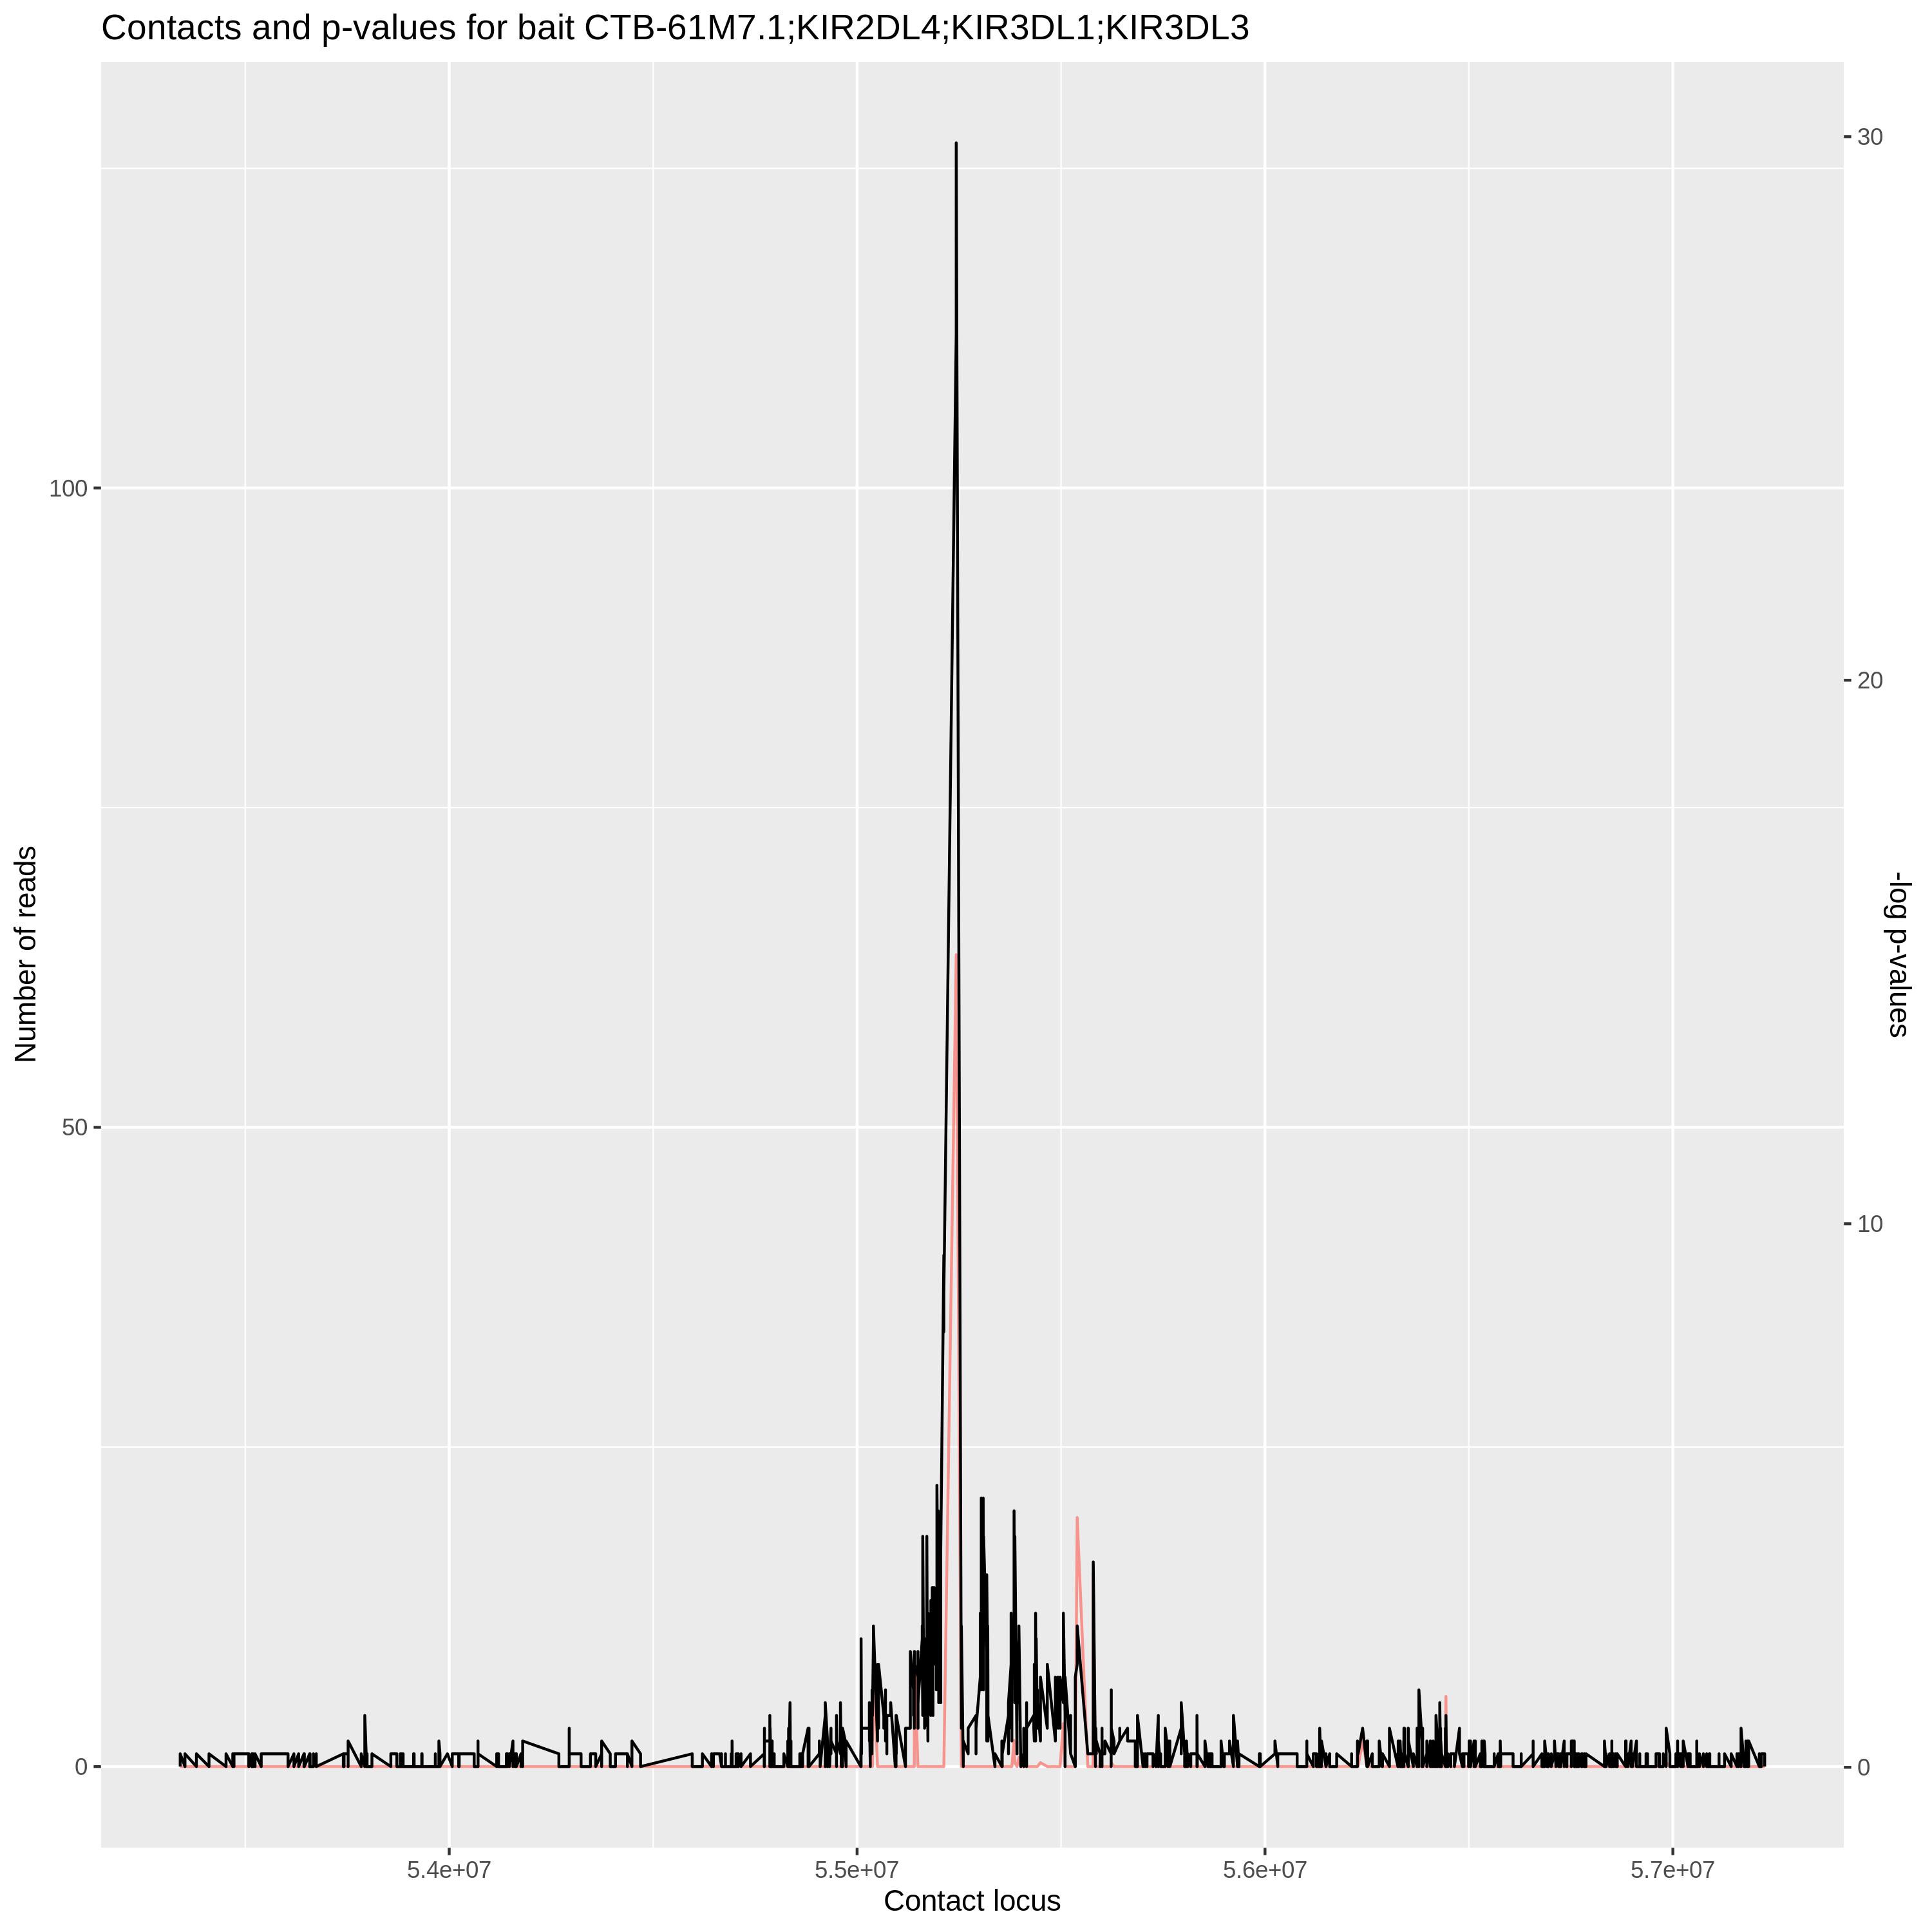 Contacts and p-values for bait CTB-61M7.1;KIR2DL4;KIR3DL1;KIR3DL3
Number of reads
100
50
0
30
20
10
0
-log p-values
5.4e+07 5.5e+07 5.6e+07 5.7e+07
Contact locus